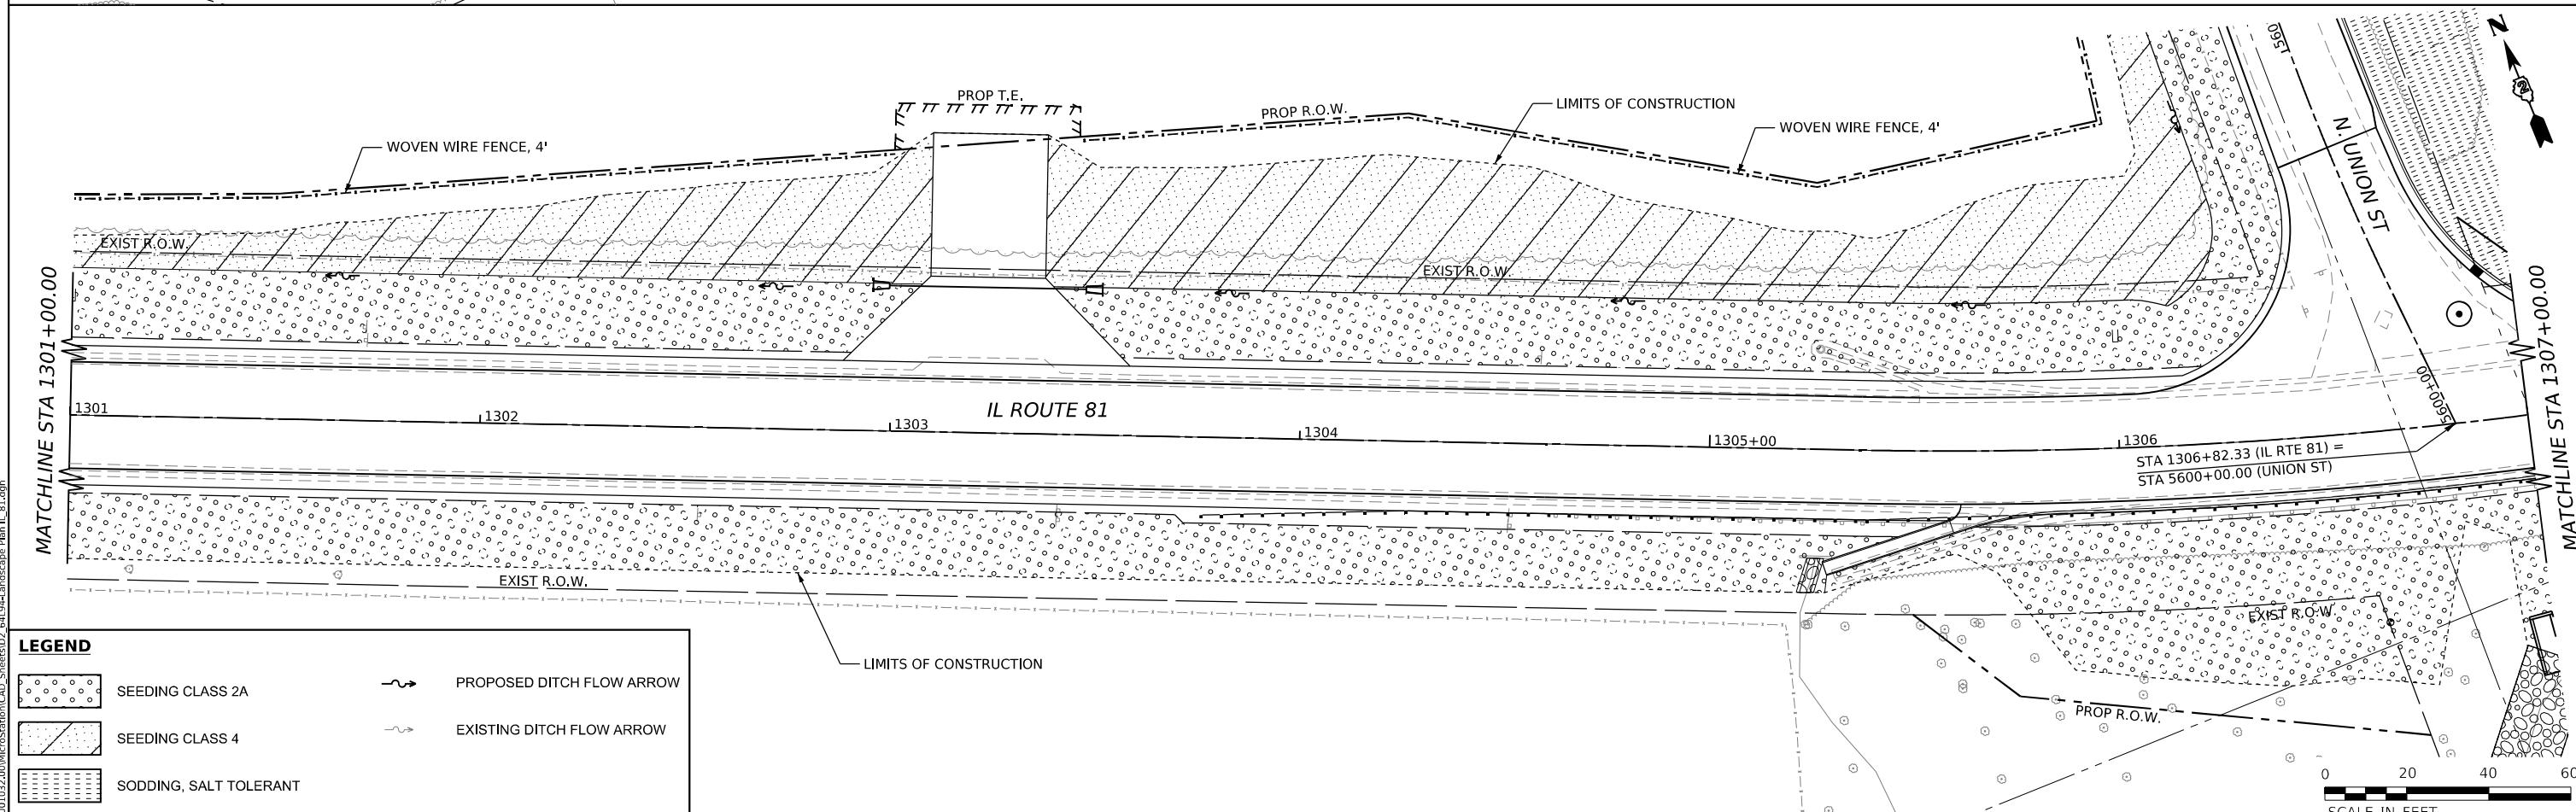 N
2
1560
PROP T.E.
PROP R.O.W.
LIMITS OF CONSTRUCTION
WOVEN WIRE FENCE, 4'
WOVEN WIRE FENCE, 4'
N. UNION ST
EXIST R.O.W.
EXIST R.O.W.
MATCHLINE STA 1301+00.00
MATCHLINE STA 1307+00.00
5600+00
1301
1302
1303
1304
1305+00
1306
IL ROUTE 81
STA 1306+82.33 (IL RTE 81) =
STA 5600+00.00 (UNION ST)
EXIST R.O.W.
EXIST R.O.W.
LIMITS OF CONSTRUCTION
PROP R.O.W.
LEGEND
SEEDING CLASS 2A
PROPOSED DITCH FLOW ARROW
SEEDING CLASS 4
EXISTING DITCH FLOW ARROW
SODDING, SALT TOLERANT
0 20 40 60
SCALE IN FEET